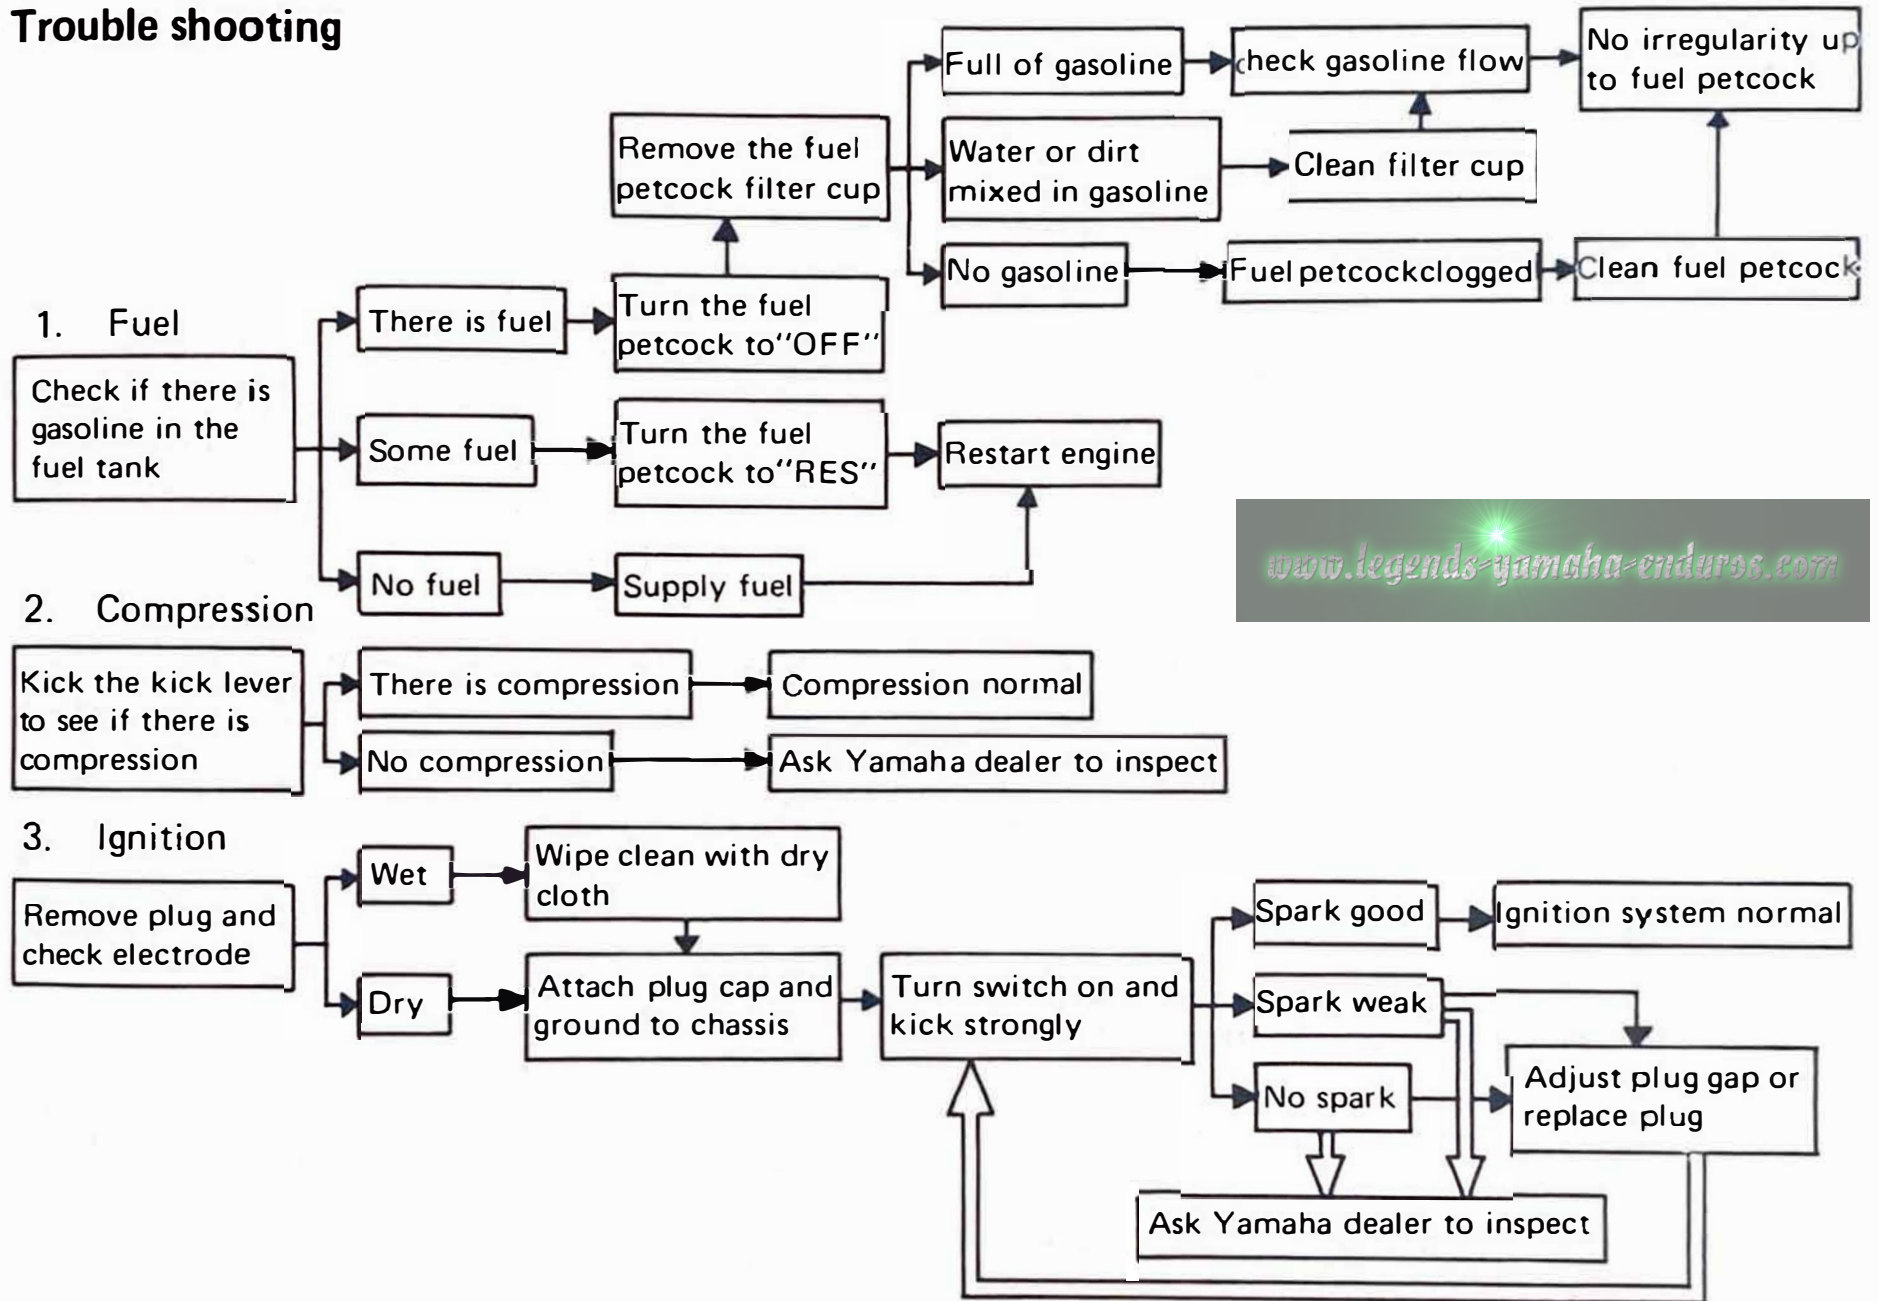 Trouble shooting
1. Fuel
Check if there is
gasoline in the
fuel tank
There is fuel
Turn the fuel
petcock to "OFF"
Remove the fuel
petcock filter cup
Full of gasoline
check gasoline flow
No irregularity up
to fuel petcock
Water or dirt
mixed in gasoline
Clean filter cup
No gasoline
Fuel petcock clogged
Clean fuel petcock
Some fuel
Turn the fuel
petcock to "RES"
Restart engine
No fuel
Supply fuel
www.legends-yamaha-enduros.com
2. Compression
Kick the kick lever
to see if there is
compression
There is compression
Compression normal
No compression
Ask Yamaha dealer to inspect
3. Ignition
Remove plug and
check electrode
Wet
Wipe clean with dry
cloth
Dry
Attach plug cap and
ground to chassis
Turn switch on and
kick strongly
Spark good
Ignition system normal
Spark weak
No spark
Adjust plug gap or
replace plug
Ask Yamaha dealer to inspect